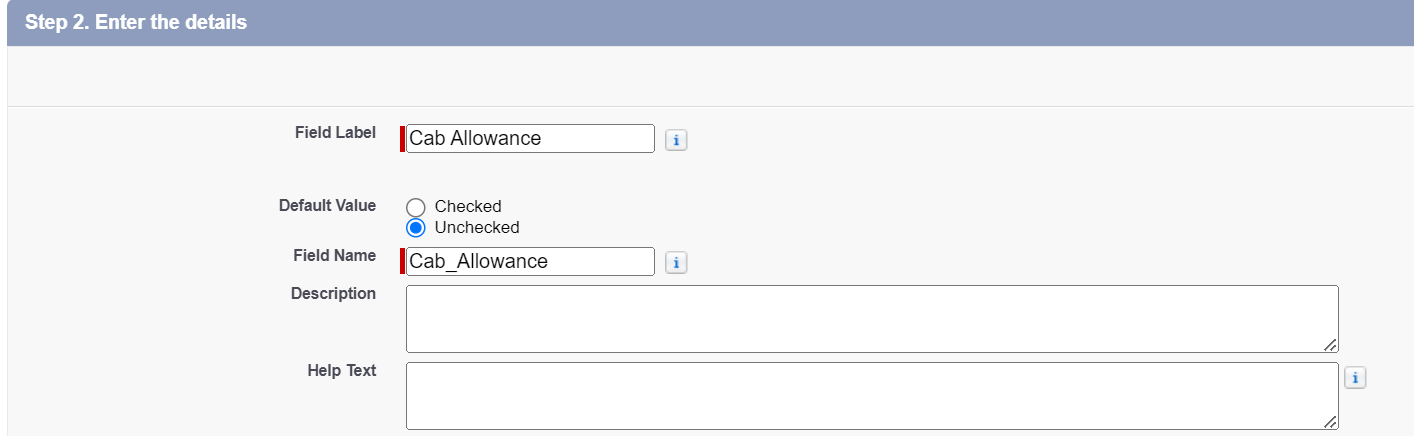 Step 2. Enter the details
Field Label Cab Allowance i
Default Value Checked
Unchecked
Field Name Cab_Allowance i
Description
Help Text i